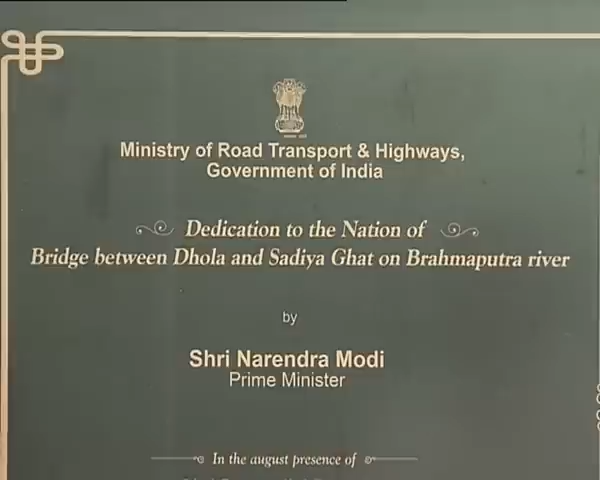 Ministry of Road Transport & Highways,
Government of India
Dedication to the Nation of
Bridge between Dhola and Sadiya Ghat on Brahmaputra river
by
Shri Narendra Modi
Prime Minister
In the august presence of